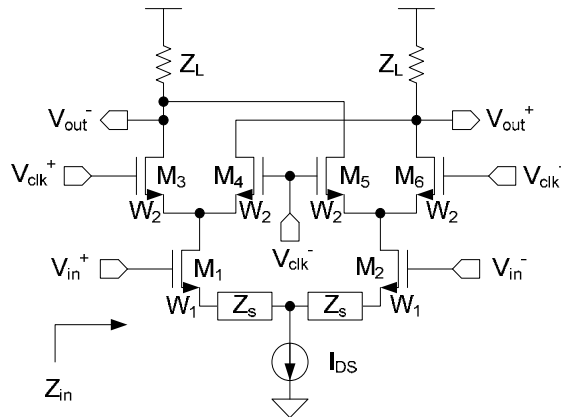 Z_L Z_L
V_out^- V_out^+
V_clk^+ M_3 M_4 M_5 M_6 V_clk^-
W_2 W_2 W_2 W_2
V_clk^-
V_in^+ M_1 M_2 V_in^-
W_1 Z_s Z_s W_1
I_DS
Z_in